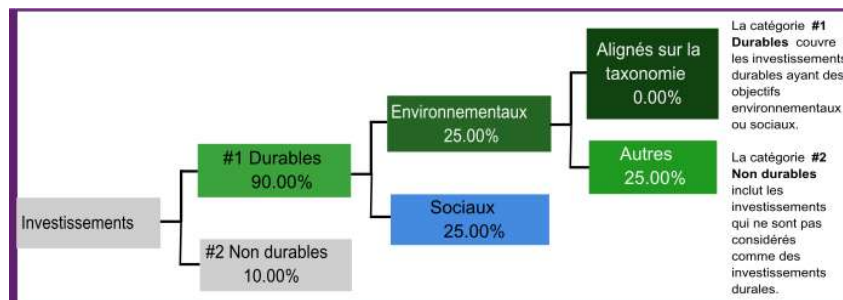 Investissements
#1 Durables
90.00%
#2 Non durables
10.00%
Environnementaux
25.00%
Sociaux
25.00%
Alignés sur la
taxonomie
0.00%
Autres
25.00%
La catégorie #1
Durables couvre
les investissements
durables ayant des
objectifs
environnementaux
ou sociaux.
La catégorie #2
Non durables
inclut les
investissements
qui ne sont pas
considérés
comme des
investissements
durales.